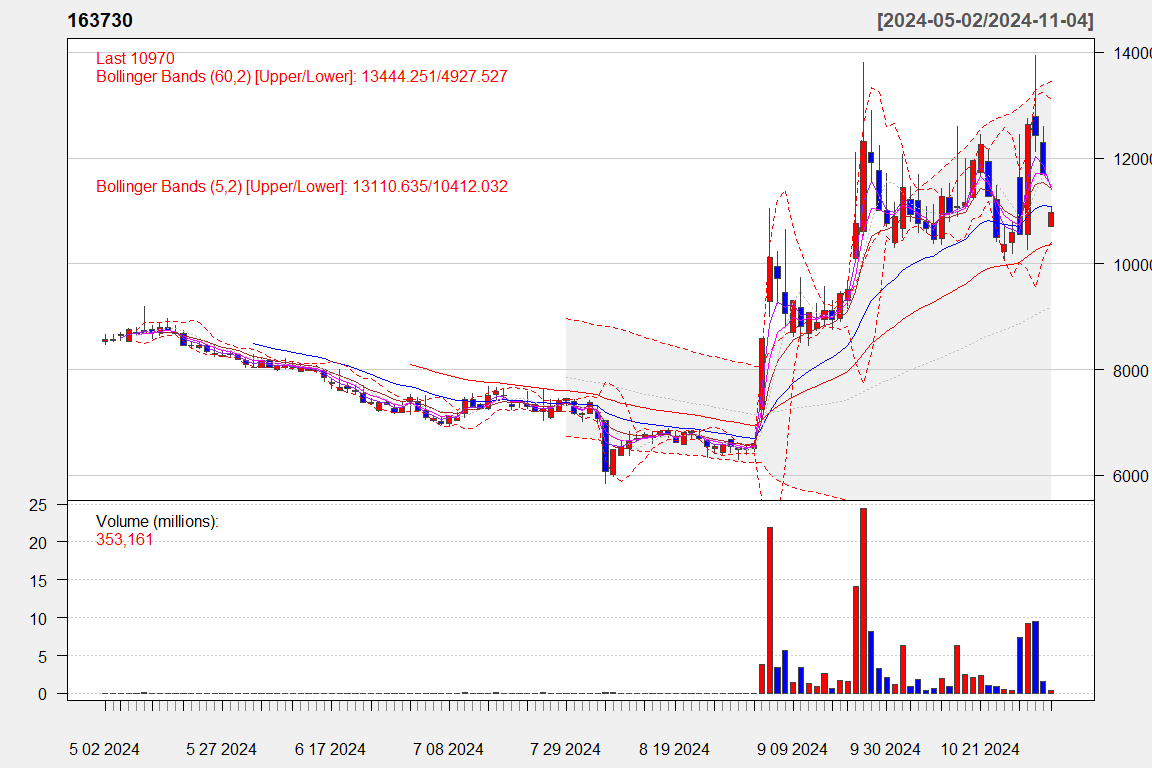 163730
[2024-05-02/2024-11-04]
Last 10970
Bollinger Bands (60,2) [Upper/Lower]: 13444.251/4927.527
Bollinger Bands (5,2) [Upper/Lower]: 13110.635/10412.032
14000
12000
10000
8000
6000
Volume (millions):
353,161
25
20
15
10
5
0
5 02 2024
5 27 2024
6 17 2024
7 08 2024
7 29 2024
8 19 2024
9 09 2024
9 30 2024
10 21 2024